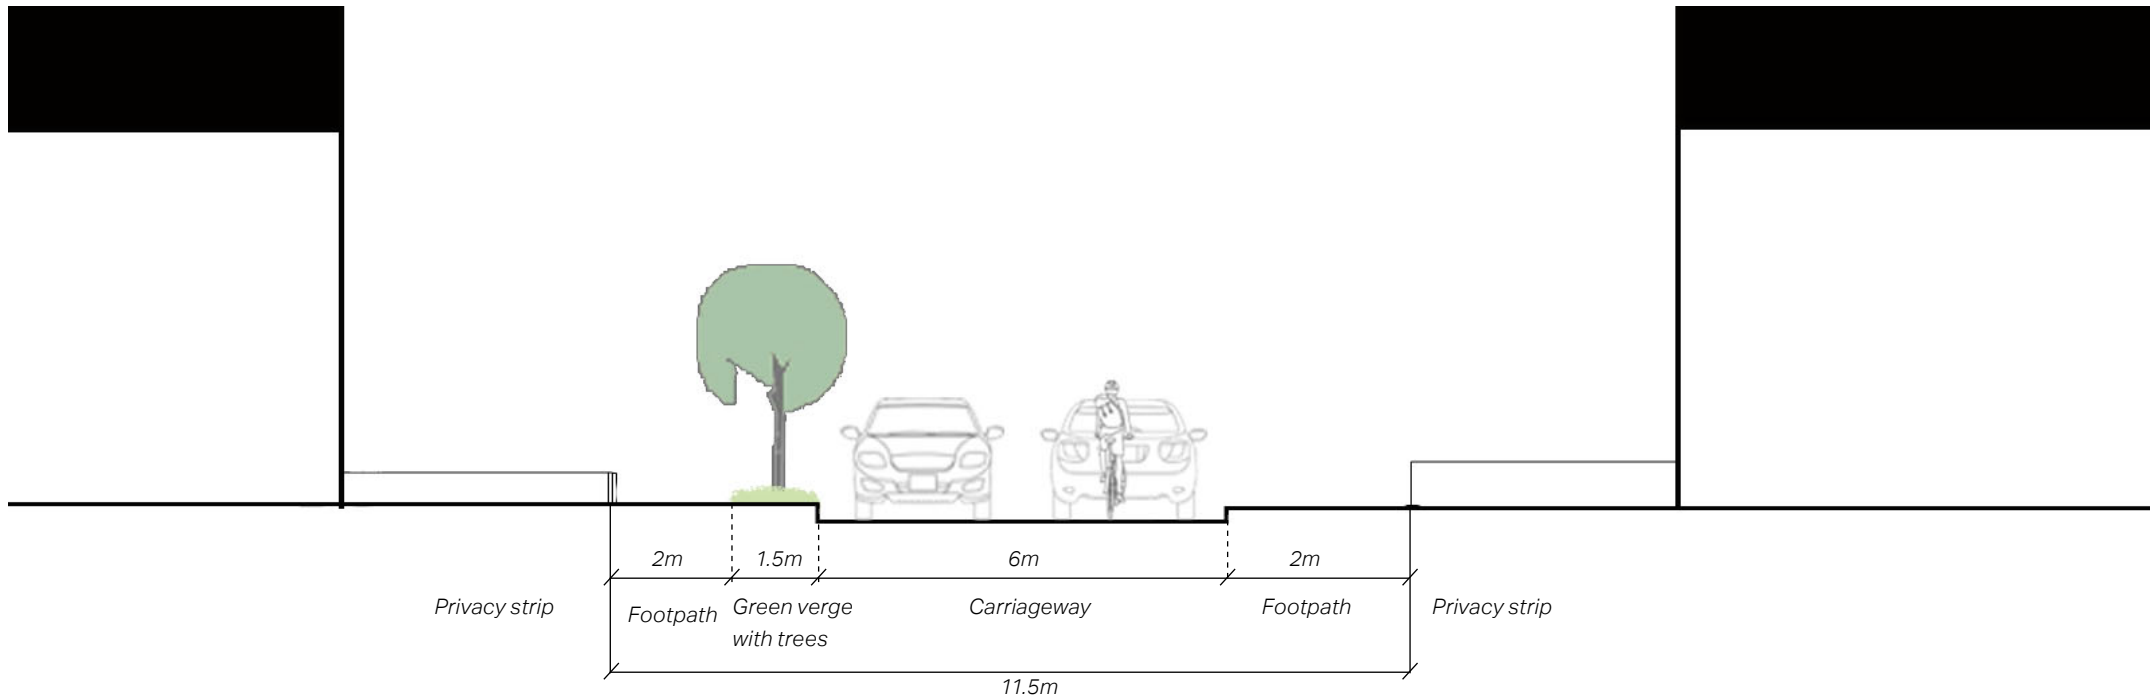 2m
1.5m
6m
2m
Privacy strip
Footpath
Green verge
with trees
Carriageway
Footpath
Privacy strip
11.5m